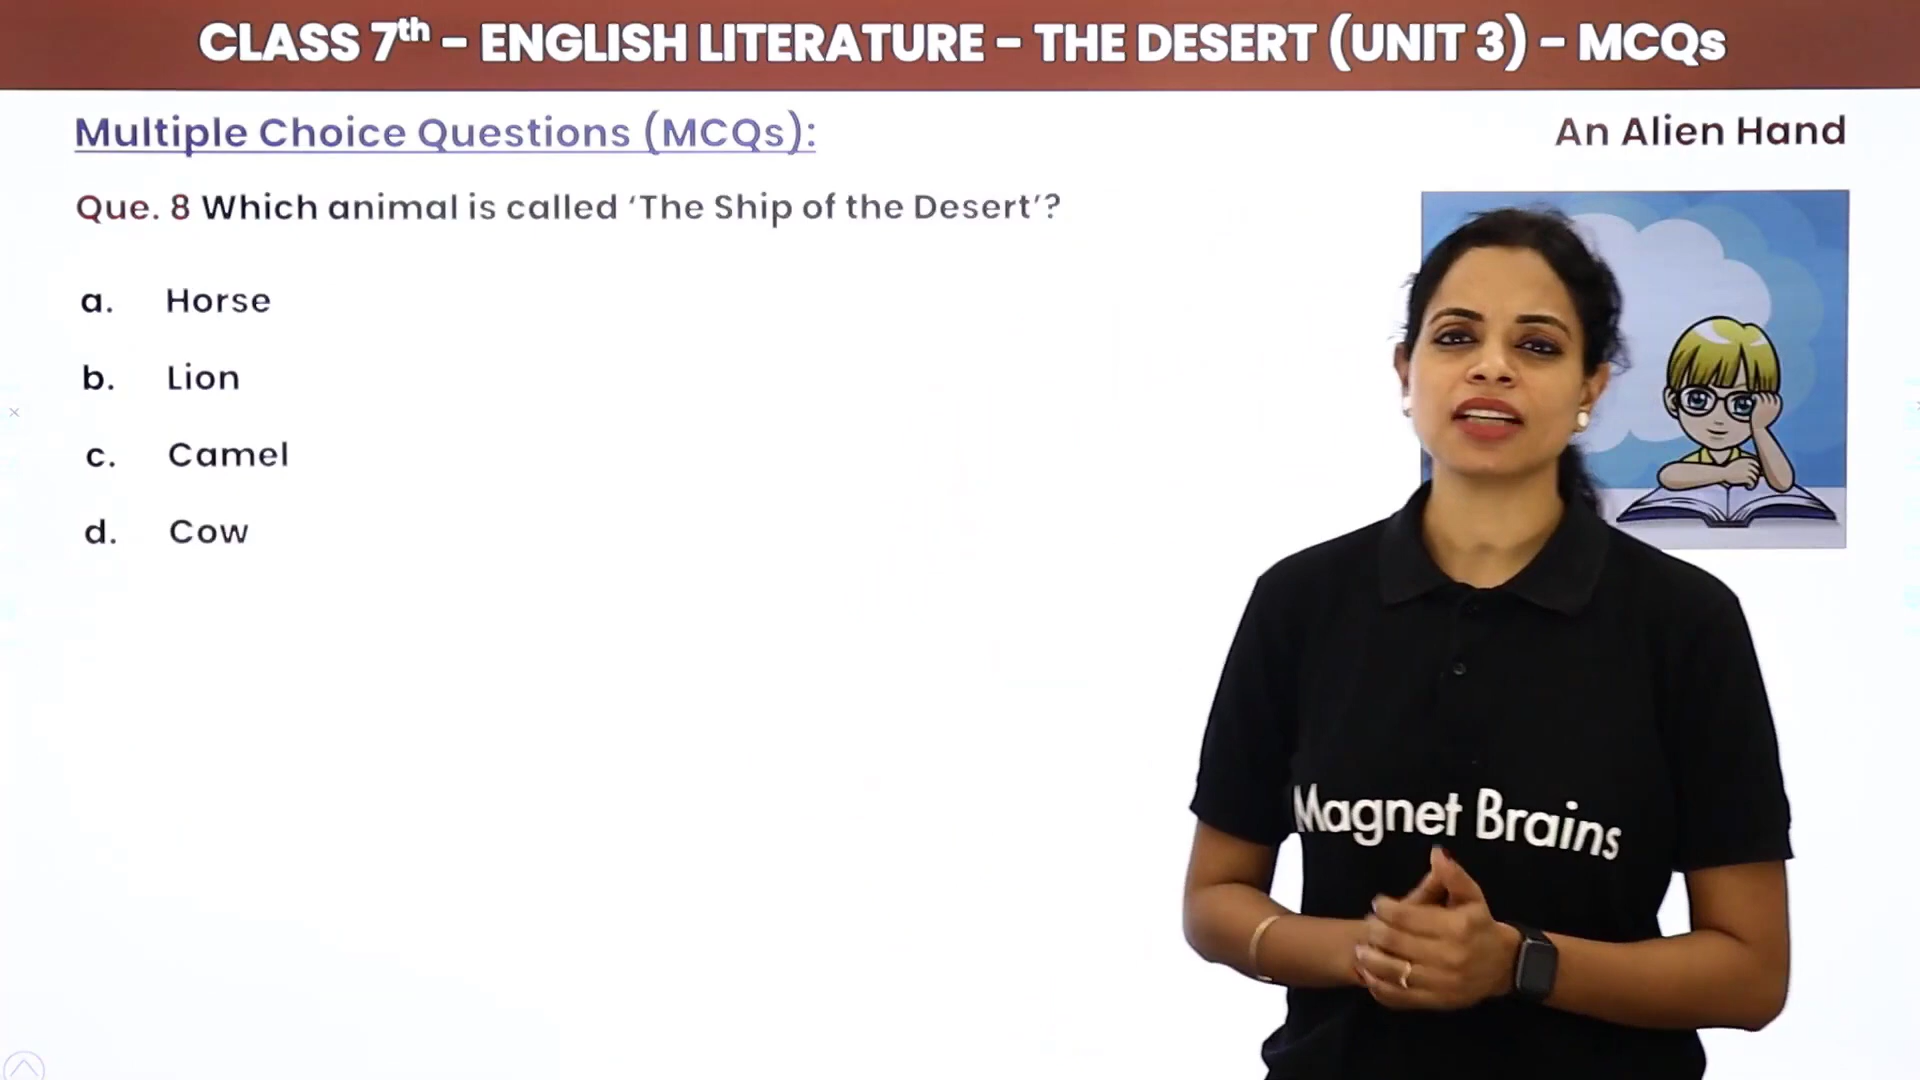 CLASS 7th - ENGLISH LITERATURE - THE DESERT (UNIT 3) - MCQs
Multiple Choice Questions (MCQs):
An Alien Hand
Que. 8 Which animal is called ‘The Ship of the Desert’?
a. Horse
b. Lion
c. Camel
d. Cow
Magnet Brains